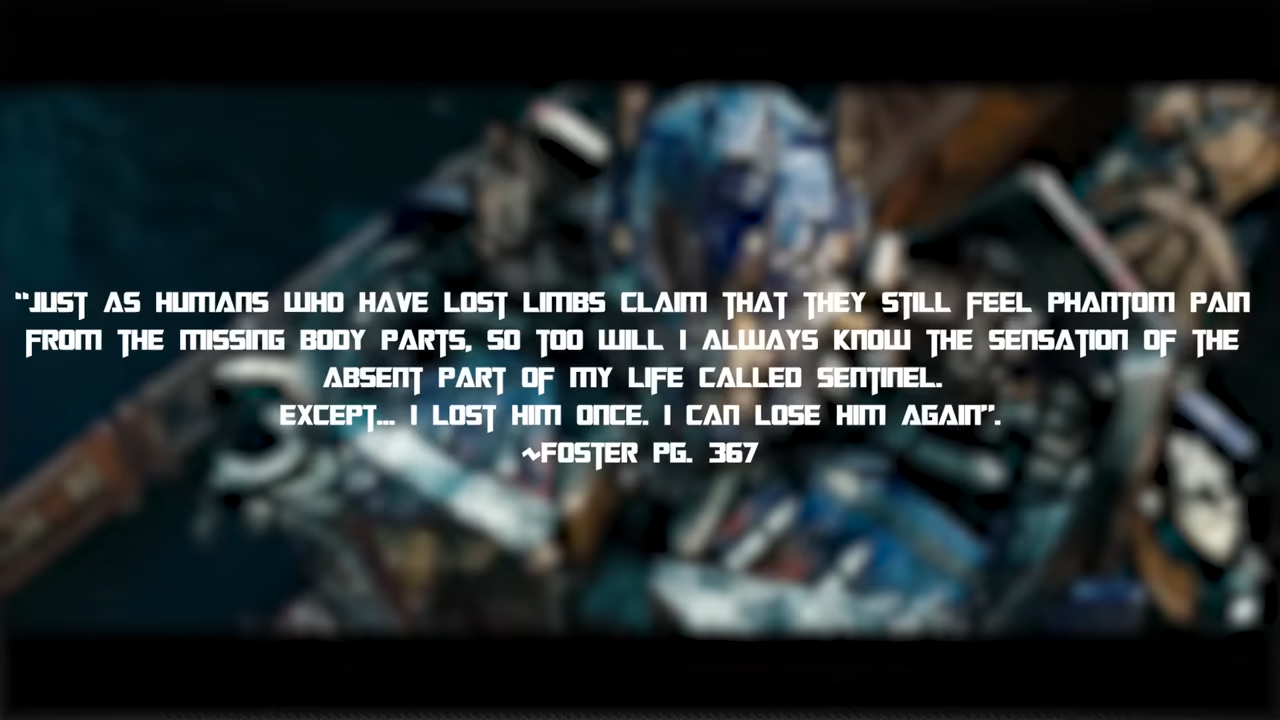 "JUST AS HUMANS WHO HAVE LOST LIMBS CLAIM THAT THEY STILL FEEL PHANTOM PAIN
FROM THE MISSING BODY PARTS, SO TOO WILL I ALWAYS KNOW THE SENSATION OF THE
ABSENT PART OF MY LIFE CALLED SENTINEL.
EXCEPT... I LOST HIM ONCE. I CAN LOSE HIM AGAIN".
~FOSTER PG. 367